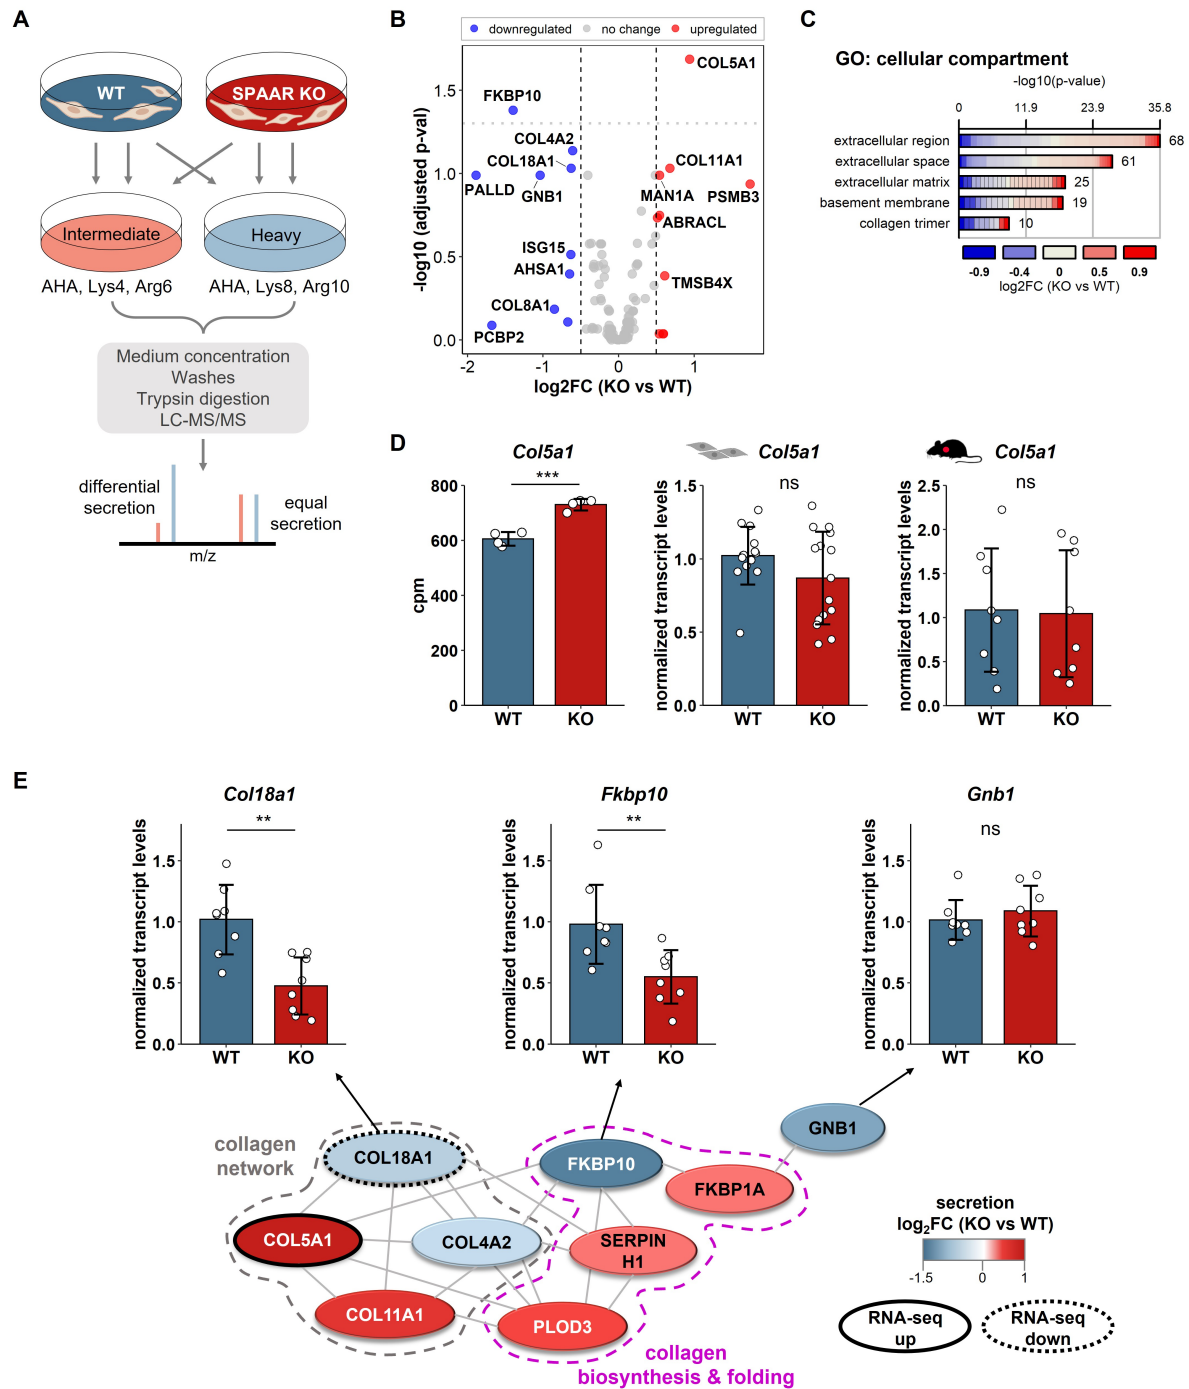 A
WT
SPAAR KO
Intermediate
Heavy
AHA, Lys4, Arg6
AHA, Lys8, Arg10
Medium concentration
Washes
Trypsin digestion
LC-MS/MS
differential
secretion
equal
secretion
m/z
B
downregulated
no change
upregulated
-log10 (adjusted p-val)
1.5
1.0
0.5
0.0
COL5A1
FKBP10
COL4A2
COL18A1
COL11A1
PALLD
GNB1
MAN1A
PSMB3
ABRACL
ISG15
AHSA1
TMSB4X
COL8A1
PCBP2
-2
-1
0
1
log2FC (KO vs WT)
C
GO: cellular compartment
-log10(p-value)
0
11.9
23.9
35.8
extracellular region
68
extracellular space
61
extracellular matrix
25
basement membrane
19
collagen trimer
10
-0.9
-0.4
0
0.5
0.9
log2FC (KO vs WT)
D
Col5a1
***
cpm
800
600
400
200
0
WT
KO
Col5a1
ns
normalized transcript levels
1.5
1.0
0.5
0.0
WT
KO
Col5a1
ns
normalized transcript levels
2.5
2.0
1.5
1.0
0.5
0.0
WT
KO
E
Col18a1
**
normalized transcript levels
1.5
1.0
0.5
0.0
WT
KO
Fkbp10
**
normalized transcript levels
1.5
1.0
0.5
0.0
WT
KO
Gnb1
ns
normalized transcript levels
1.5
1.0
0.5
0.0
WT
KO
collagen
network
COL18A1
FKBP10
GNB1
FKBP1A
COL5A1
COL4A2
SERPIN
H1
COL11A1
PLOD3
collagen
biosynthesis & folding
secretion
log2FC (KO vs WT)
-1.5
0
1
RNA-seq
up
RNA-seq
down